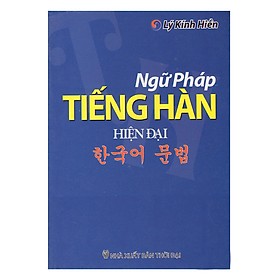 Lý Kính Hiền
Ngữ Pháp
TIẾNG HÀN
HIỆN ĐẠI
한국어 문법
NHÀ XUẤT BẢN THỜI ĐẠI